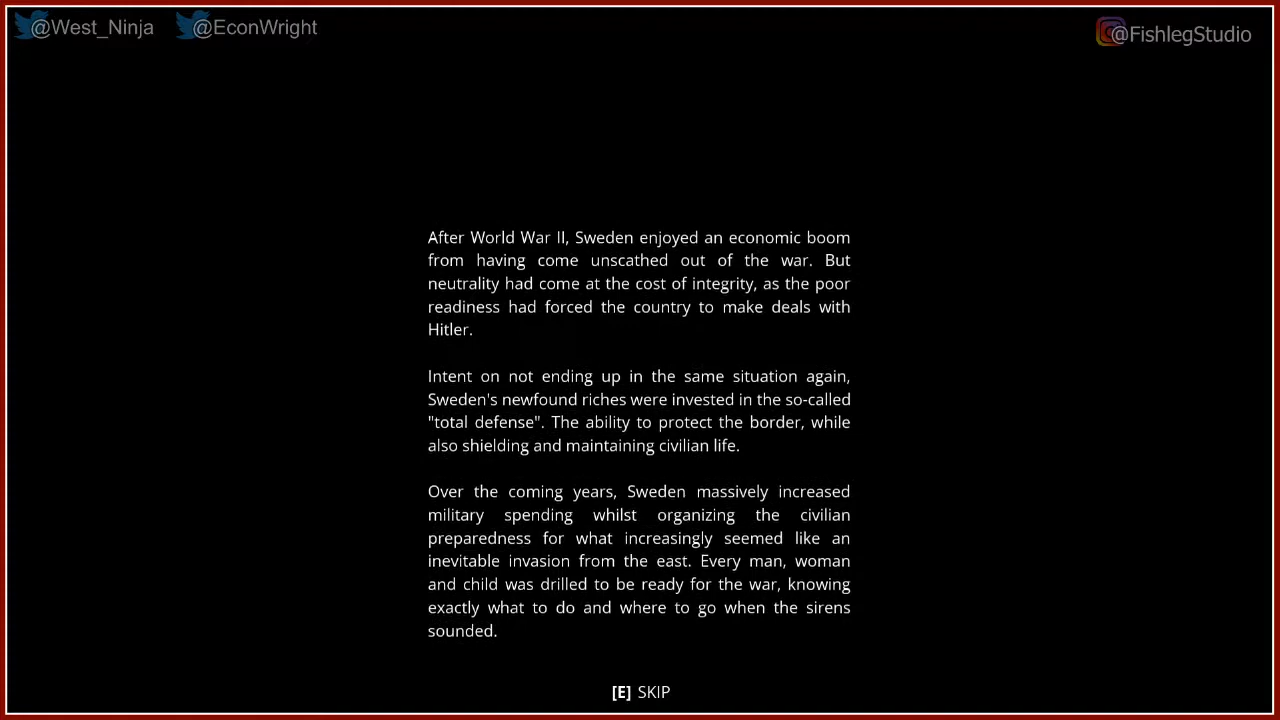 @West_Ninja @EconWright
@FishlegStudio
After World War II, Sweden enjoyed an economic boom
from having come unscathed out of the war. But
neutrality had come at the cost of integrity, as the poor
readiness had forced the country to make deals with
Hitler.
Intent on not ending up in the same situation again,
Sweden's newfound riches were invested in the so-called
"total defense". The ability to protect the border, while
also shielding and maintaining civilian life.
Over the coming years, Sweden massively increased
military spending whilst organizing the civilian
preparedness for what increasingly seemed like an
inevitable invasion from the east. Every man, woman
and child was drilled to be ready for the war, knowing
exactly what to do and where to go when the sirens
sounded.
[E] SKIP